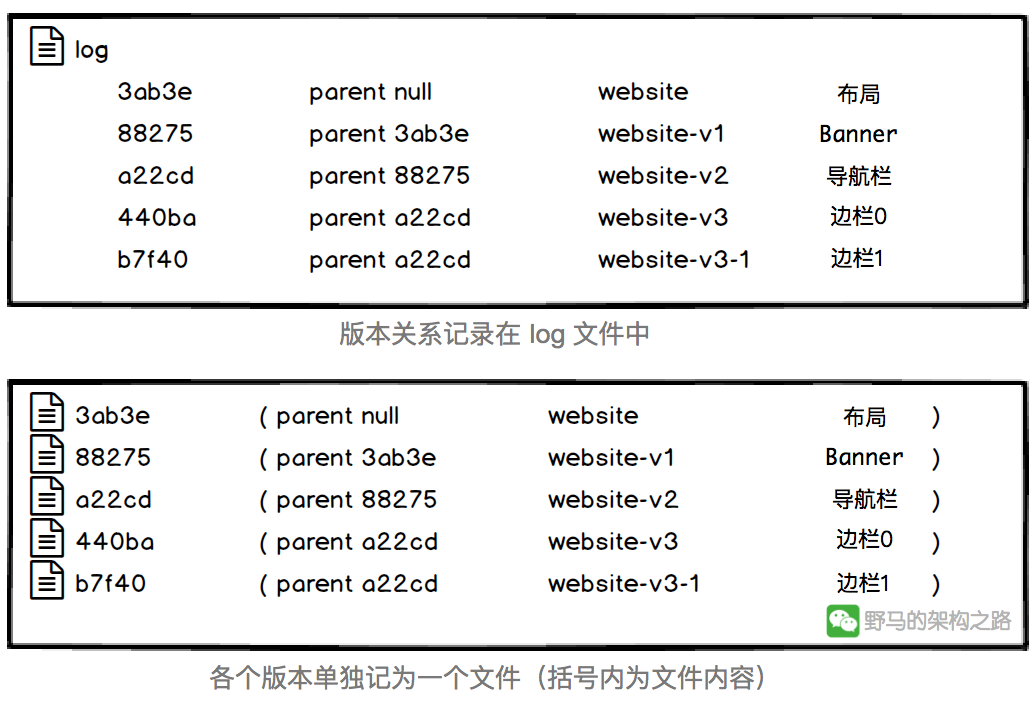 log
3ab3e parent null website 布局
88275 parent 3ab3e website-v1 Banner
a22cd parent 88275 website-v2 导航栏
440ba parent a22cd website-v3 边栏0
b7f40 parent a22cd website-v3-1 边栏1
版本关系记录在 log 文件中
3ab3e ( parent null website 布局 )
88275 ( parent 3ab3e website-v1 Banner )
a22cd ( parent 88275 website-v2 导航栏 )
440ba ( parent a22cd website-v3 边栏0 )
b7f40 ( parent a22cd website-v3-1 边栏1 )
野马的架构之路
各个版本单独记为一个文件（括号内为文件内容）